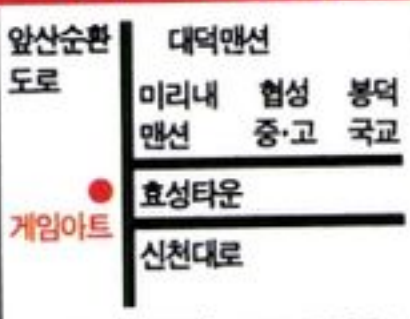 앞산순환
도로
대덕맨션
미리내 협성 봉덕
맨션 중·고 국교
효성타운
게임아트
신천대로